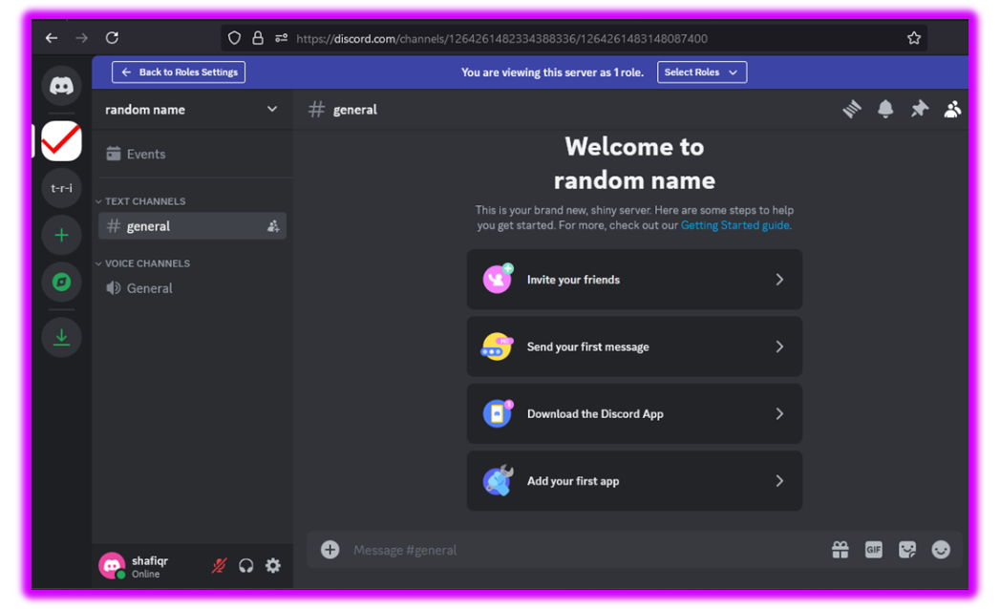 https://discord.com/channels/1264261482334388336/1264261483148087400
← Back to Roles Settings
You are viewing this server as 1 role.
Select Roles
random name
# general
Events
t-r-i
TEXT CHANNELS
# general
VOICE CHANNELS
General
Welcome to
random name
This is your brand new, shiny server. Here are some steps to help
you get started. For more, check out our Getting Started guide.
Invite your friends
Send your first message
Download the Discord App
Add your first app
shafiqr
Online
Message #general
GIF